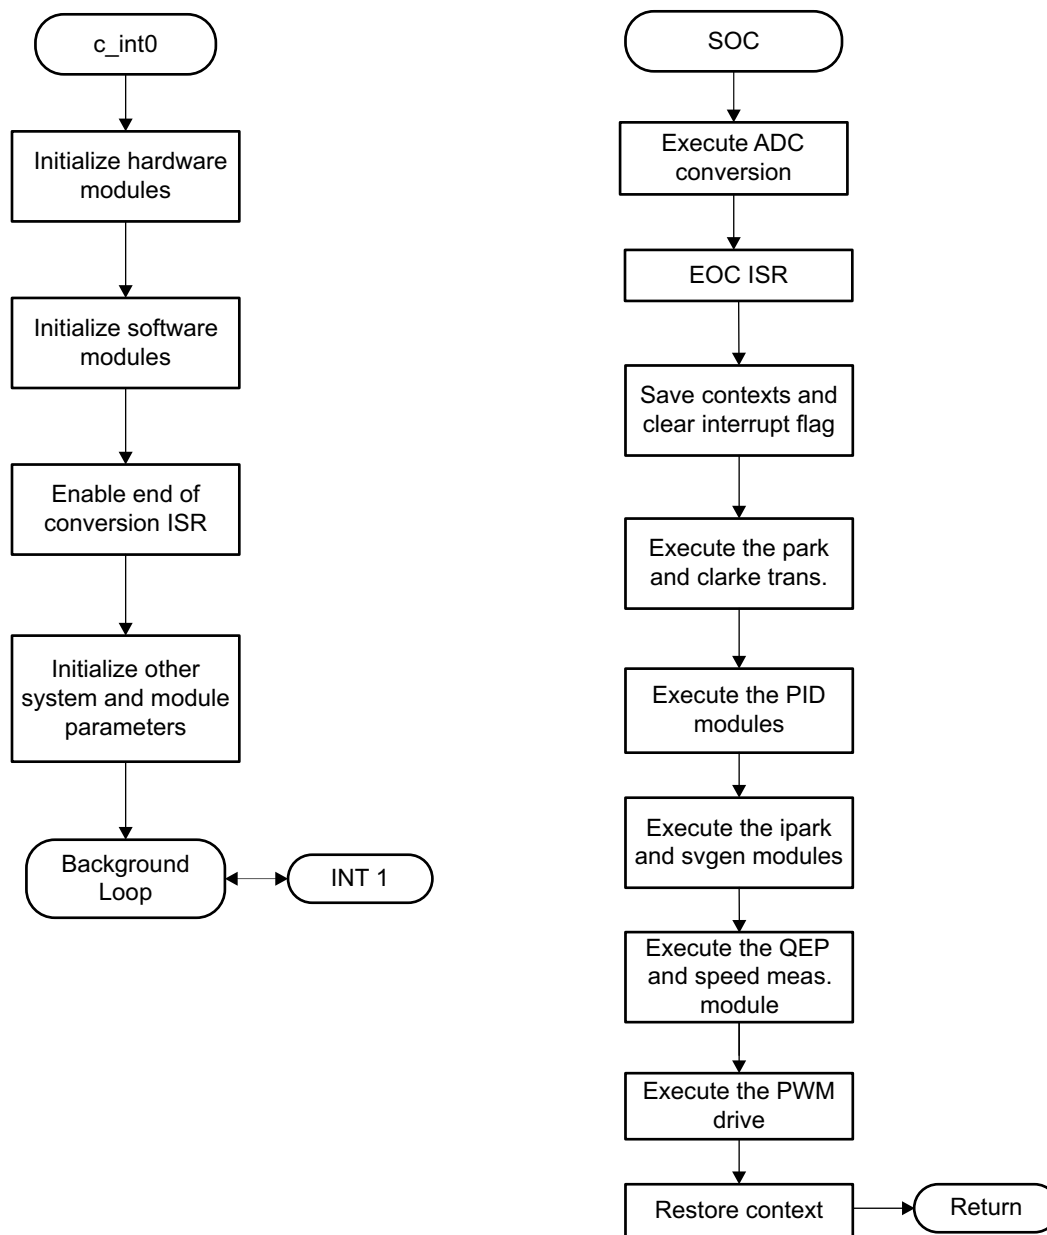 c_int0
Initialize hardware
modules
Initialize software
modules
Enable end of
conversion ISR
Initialize other
system and module
parameters
Background
Loop
INT 1
SOC
Execute ADC
conversion
EOC ISR
Save contexts and
clear interrupt flag
Execute the park
and clarke trans.
Execute the PID
modules
Execute the ipark
and svgen modules
Execute the QEP
and speed meas.
module
Execute the PWM
drive
Restore context
Return